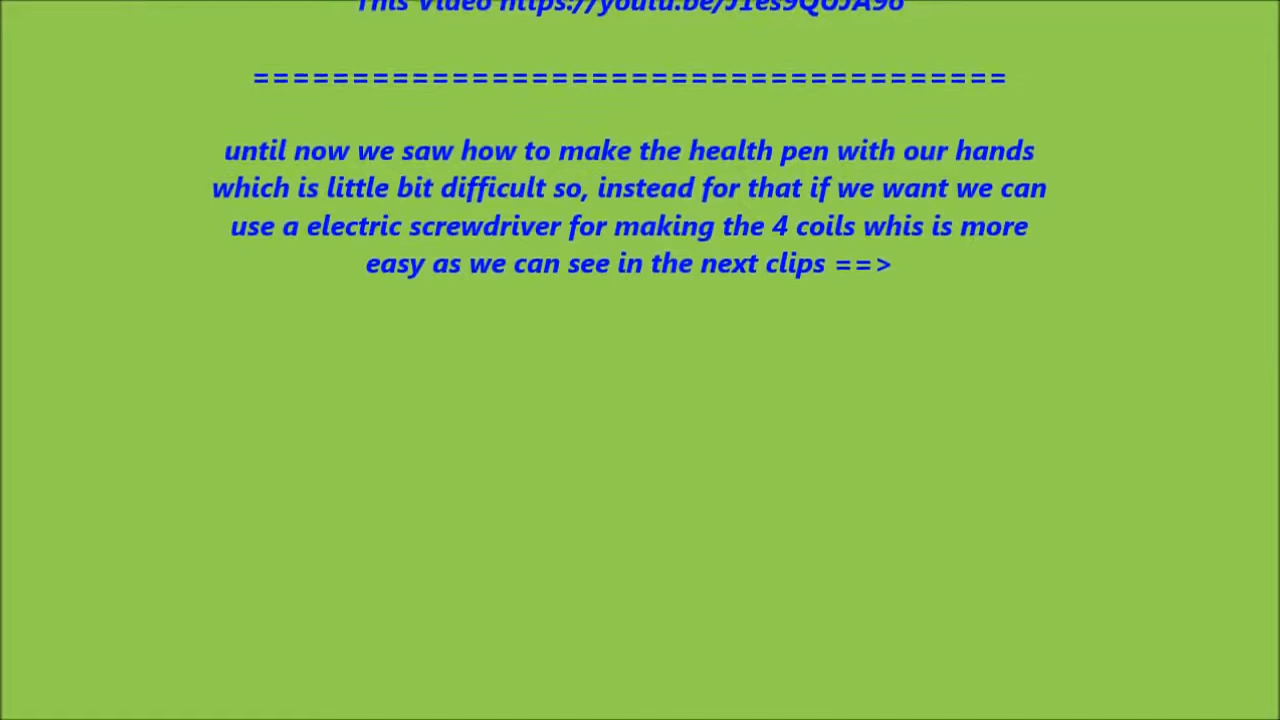 This Video
=====================================
until now we saw how to make the health pen with our hands
which is little bit difficult so, instead for that if we want we can
use a electric screwdriver for making the 4 coils whis is more
easy as we can see in the next clips ==>